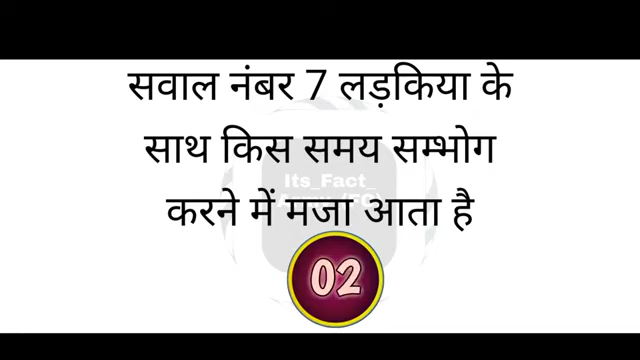 सवाल नंबर 7 लड़किया के
साथ किस समय सम्भोग
Its_Fact_
करने में मजा आता है
02